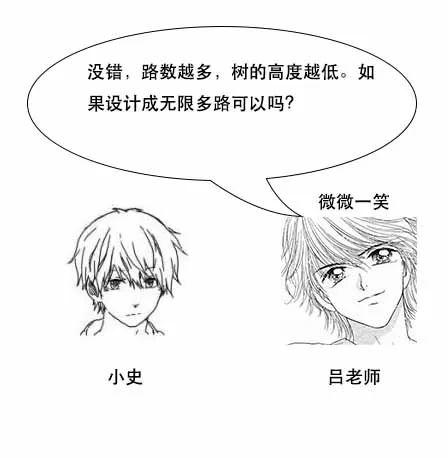 没错，路数越多，树的高度越低。如
果设计成无限多路可以吗？
微微一笑
小史
吕老师